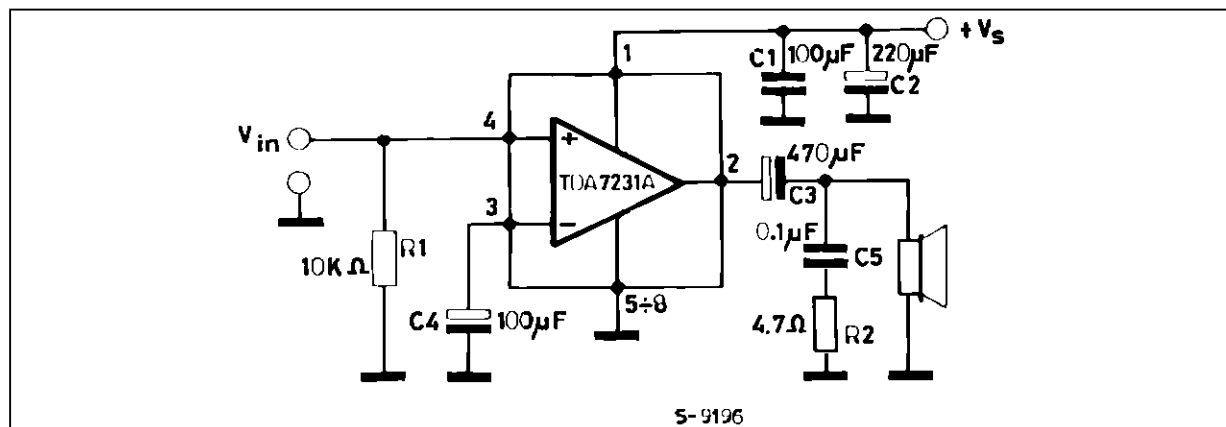 +Vs
1
C1
100µF
220µF
C2
Vin
4
+
TDA7231A
2
470µF
C3
3
−
0.1µF
C5
R1
10KΩ
5÷8
C4
100µF
4.7Ω
R2
S-9196